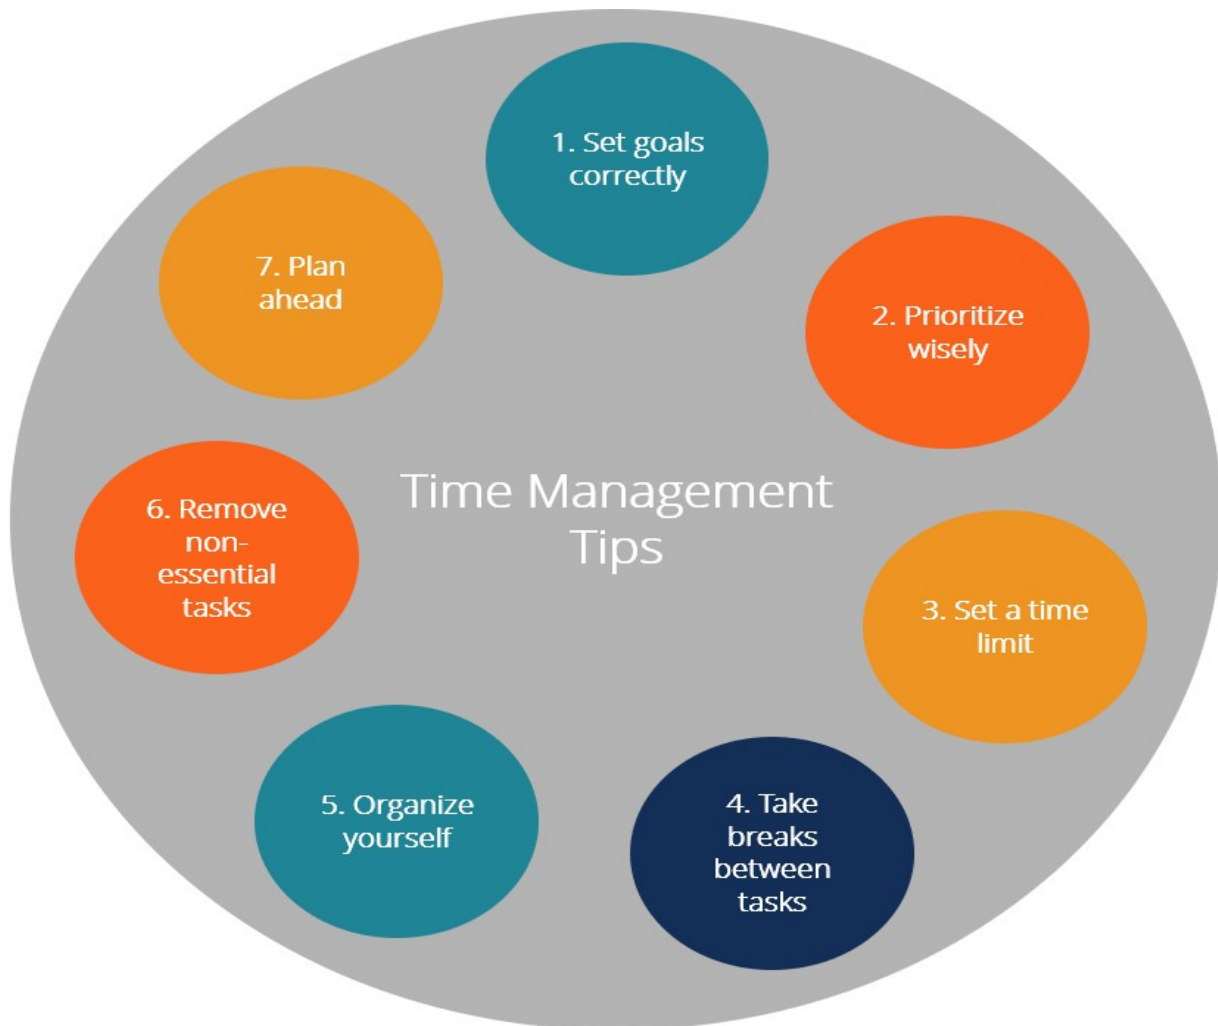 1. Set goals
correctly
2. Prioritize
wisely
3. Set a time
limit
4. Take
breaks
between
tasks
5. Organize
yourself
6. Remove
non-
essential
tasks
7. Plan
ahead
Time Management
Tips